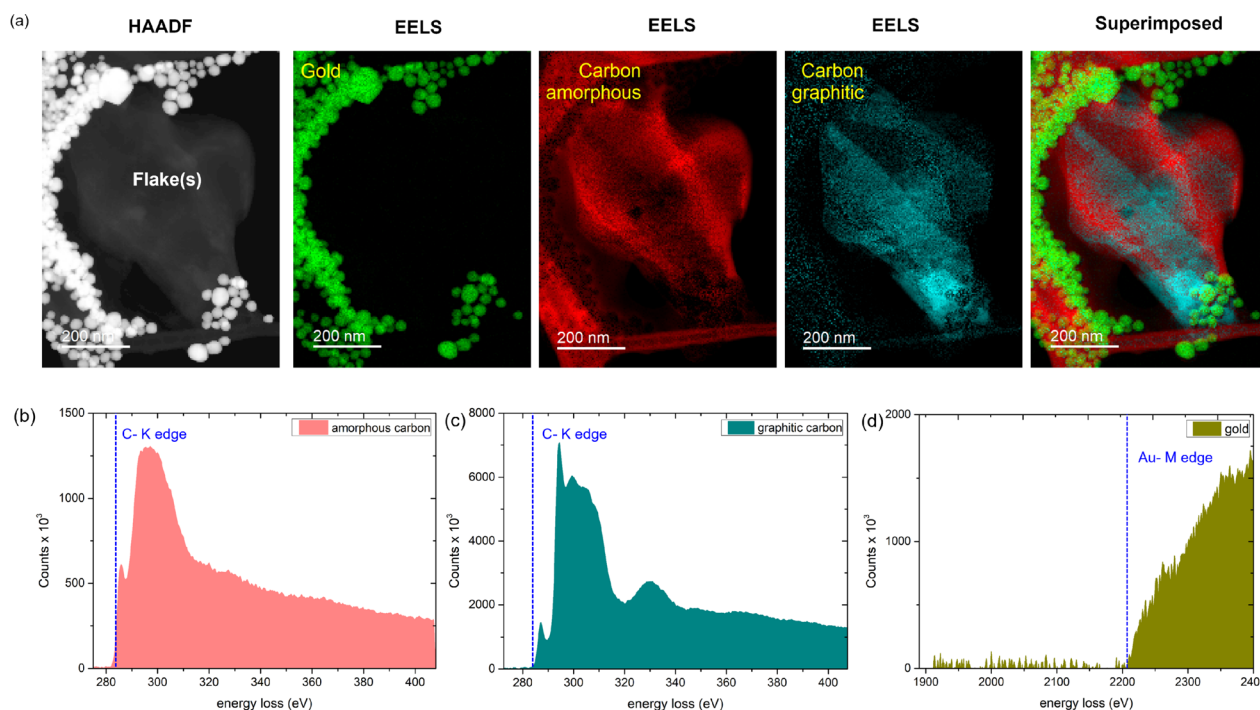 (a)
HAADF
EELS
EELS
EELS
Superimposed
Gold
Carbon
amorphous
Carbon
graphitic
Flake(s)
200 nm
200 nm
200 nm
200 nm
200 nm
(b)
1500
1000
500
0
Counts x 10³
C- K edge
amorphous carbon
280 300 320 340 360 380 400
energy loss (eV)
(c)
8000
6000
4000
2000
0
Counts x 10³
C- K edge
graphitic carbon
280 300 320 340 360 380 400
energy loss (eV)
(d)
2000
1000
0
Counts x 10³
gold
Au- M edge
1900 2000 2100 2200 2300 240
energy loss (eV)